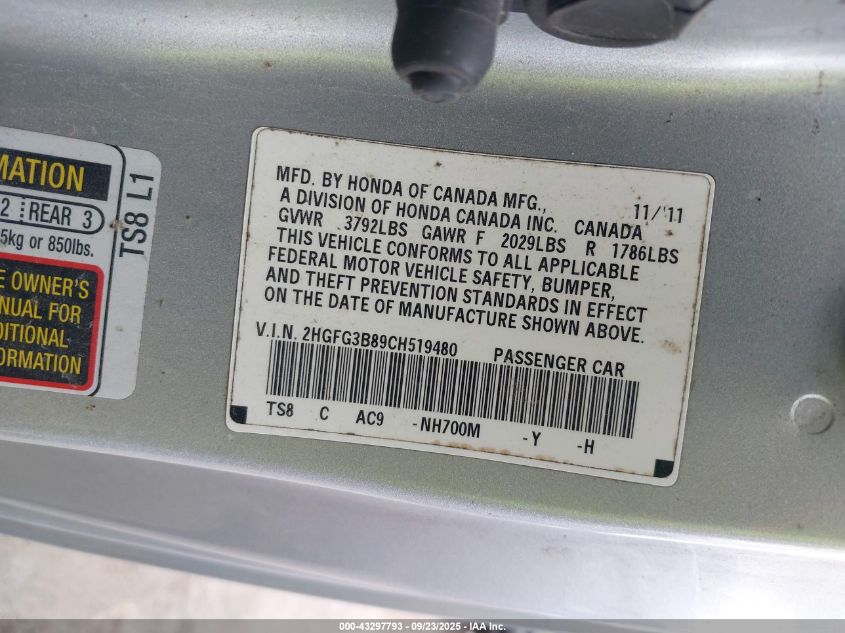 MATION
2 REAR 3
5kg or 850lbs.
E OWNER'S
NUAL FOR
DITIONAL
ORMATION
TS8 L1
MFD. BY HONDA OF CANADA MFG., 11/'11
A DIVISION OF HONDA CANADA INC. CANADA
GVWR 3792LBS GAWR F 2029LBS R 1786LBS
THIS VEHICLE CONFORMS TO ALL APPLICABLE
FEDERAL MOTOR VEHICLE SAFETY, BUMPER,
AND THEFT PREVENTION STANDARDS IN EFFECT
ON THE DATE OF MANUFACTURE SHOWN ABOVE.
V.I.N. 2HGFG3B89CH519480 PASSENGER CAR
TS8 C AC9 -NH700M -Y -H
000-43297793 - 09/23/2025 - IAA Inc.